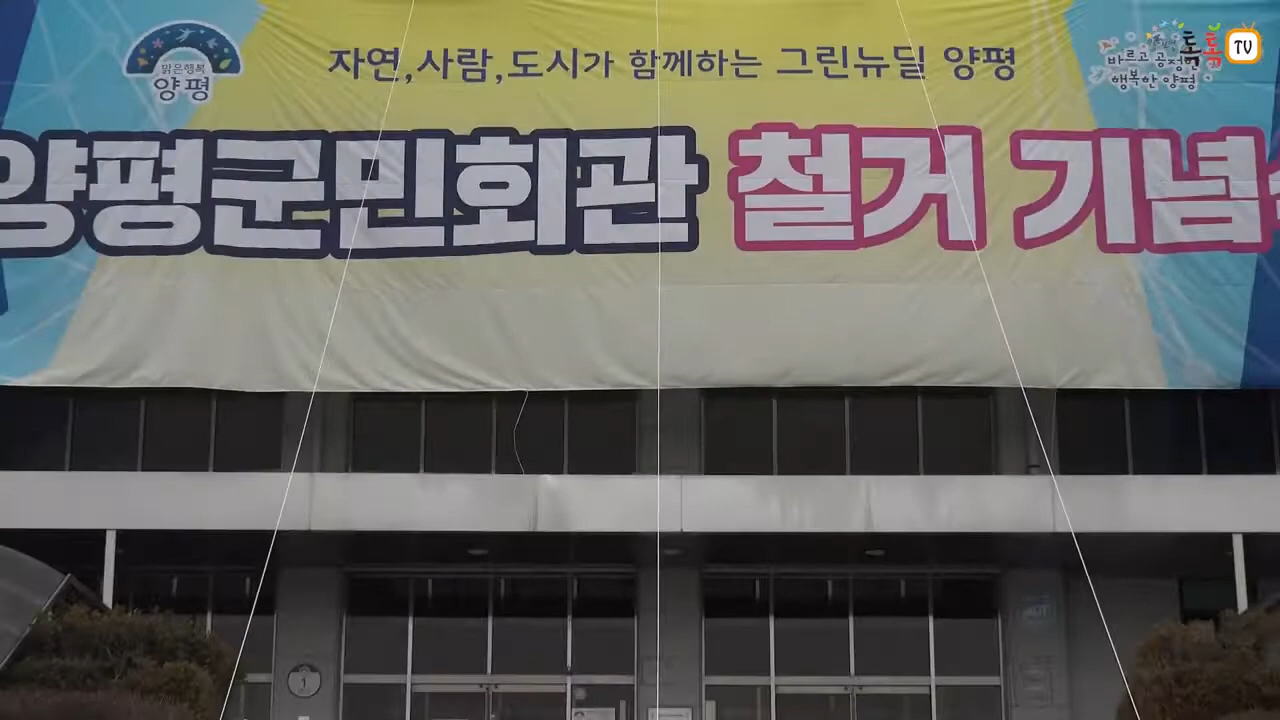 자연,사람,도시가 함께하는 그린뉴딜 양평
맑은행복
양평
바르고 공정한
행복한 양평
톡톡
TV
양평군민회관 철거 기념
1